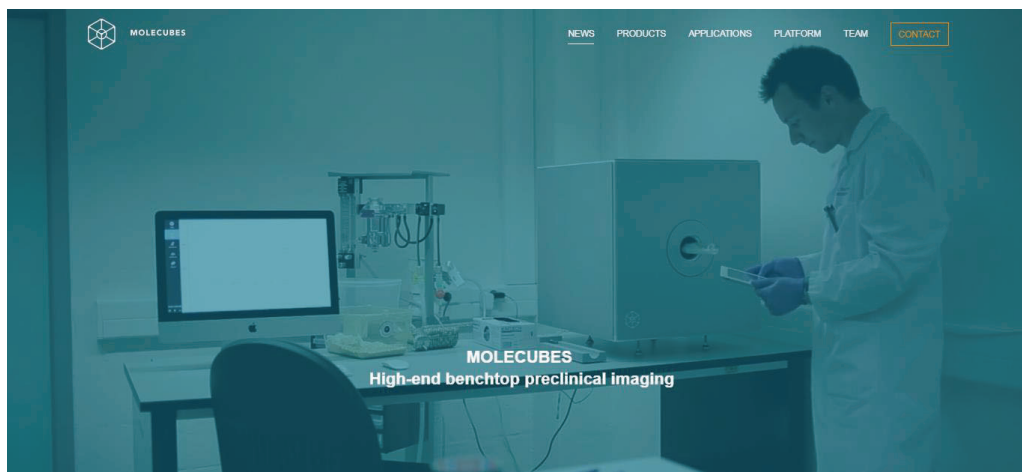 MOLECUBES
NEWS PRODUCTS APPLICATIONS PLATFORM TEAM CONTACT
MOLECUBES
High-end benchtop preclinical imaging